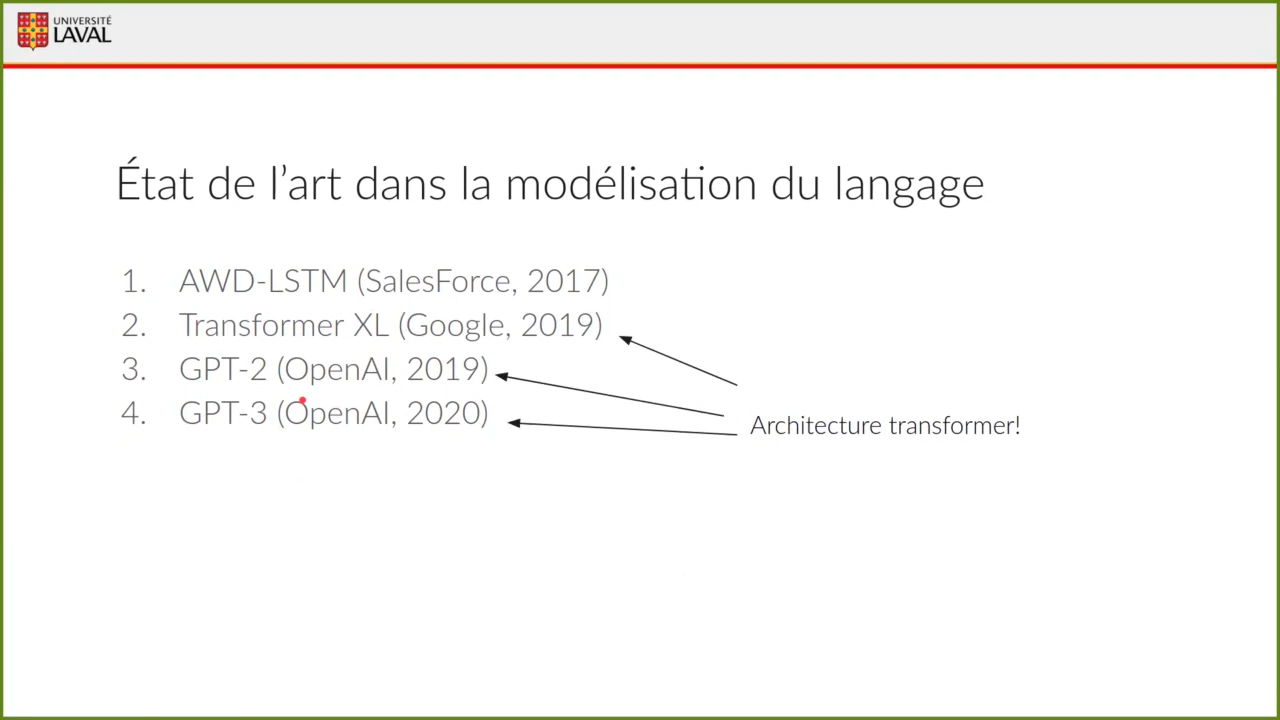 UNIVERSITÉ
LAVAL
État de l’art dans la modélisation du langage
1. AWD-LSTM (SalesForce, 2017)
2. Transformer XL (Google, 2019)
3. GPT-2 (OpenAI, 2019)
4. GPT-3 (OpenAI, 2020)
Architecture transformer!